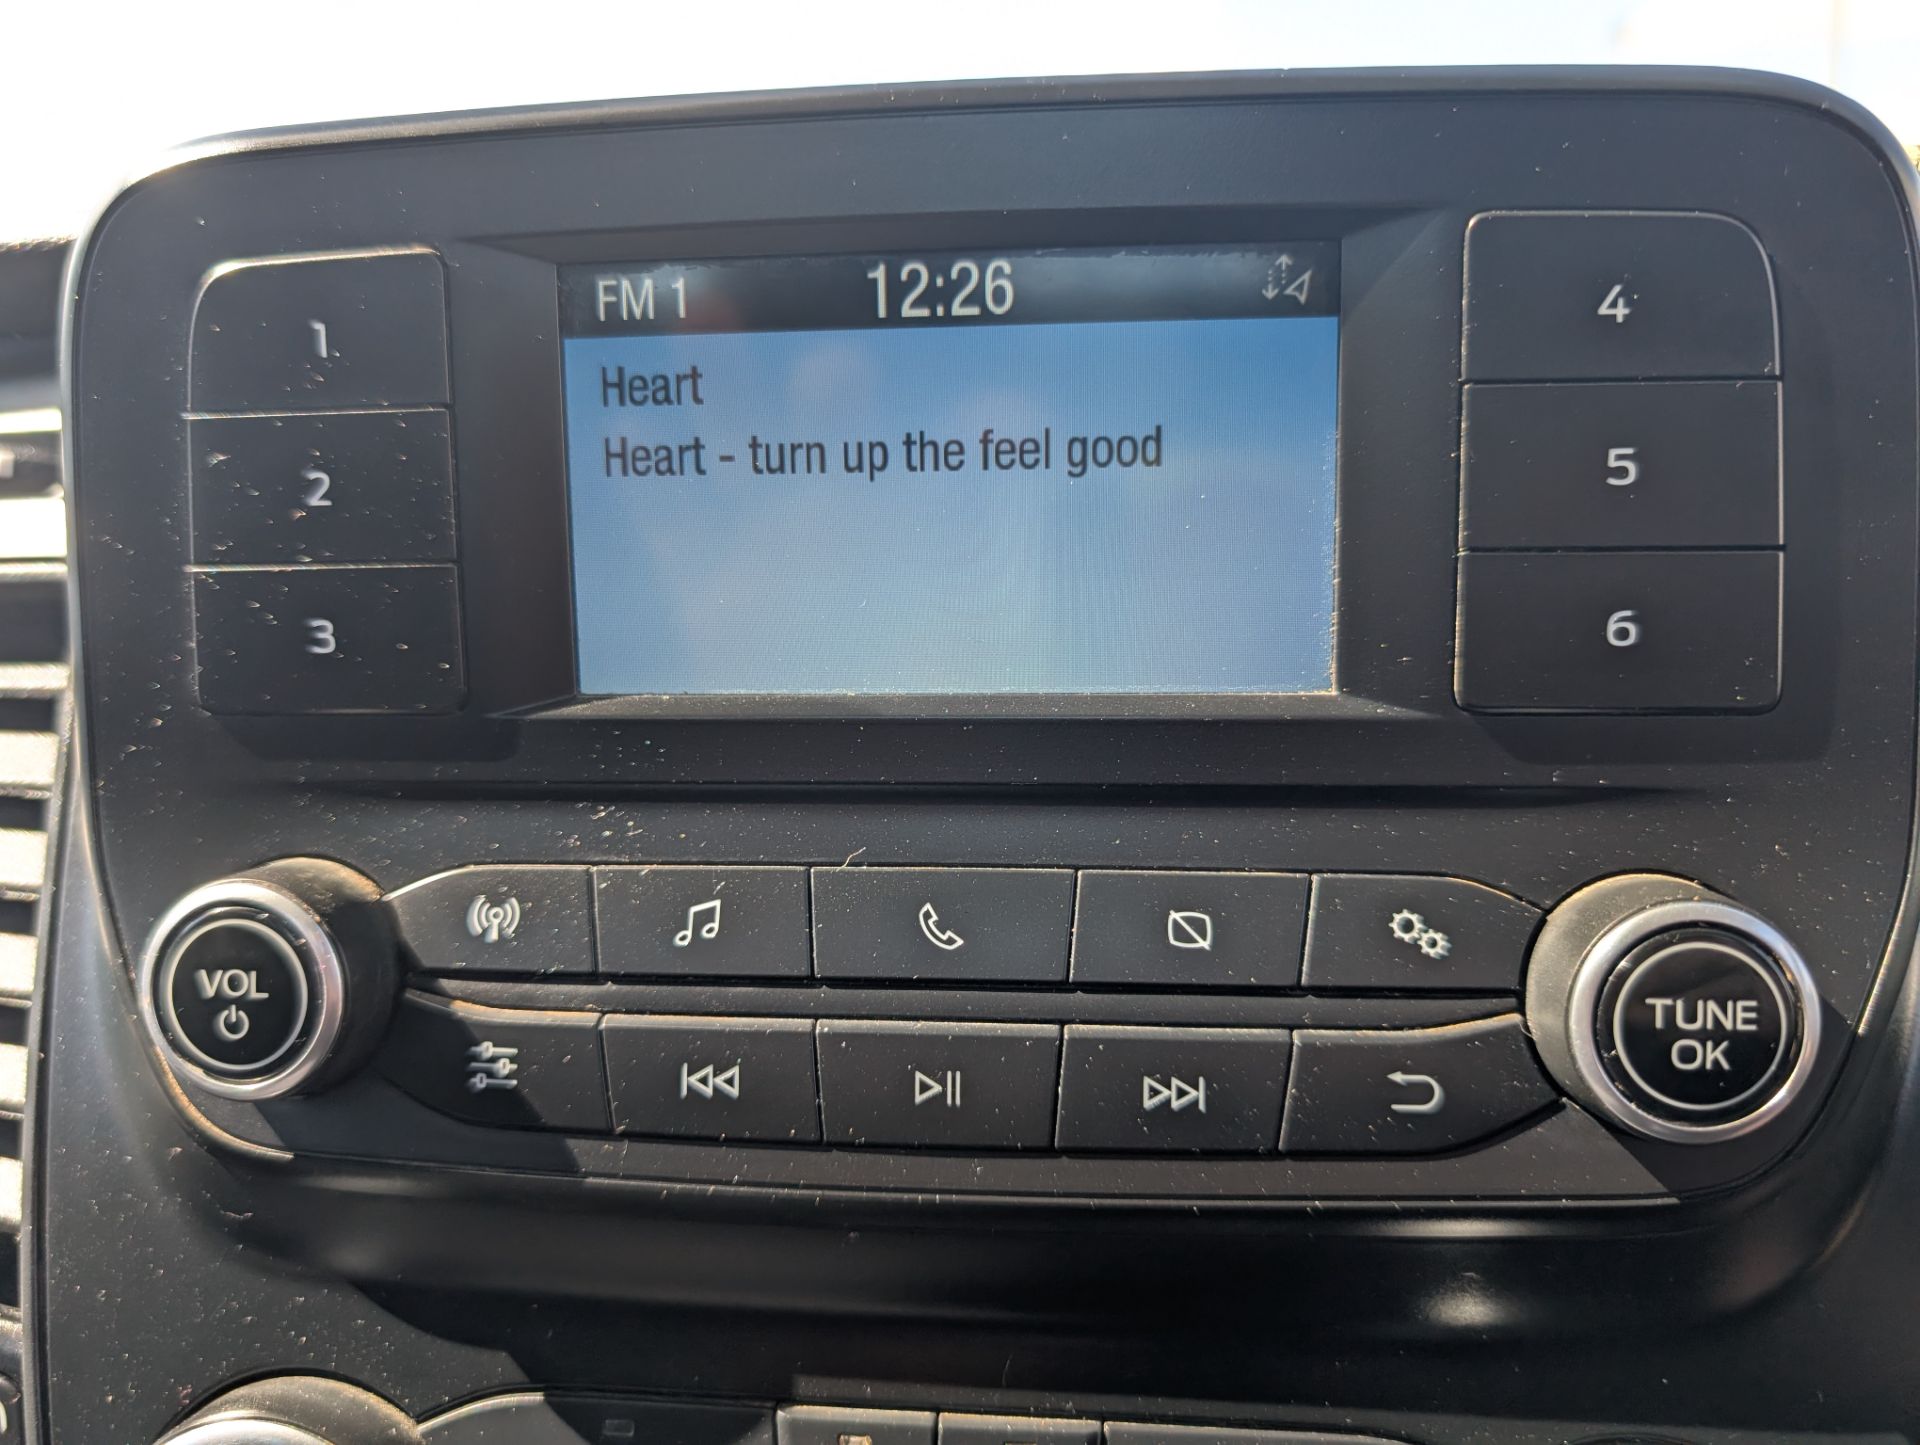 FM 1 12:26
Heart
Heart - turn up the feel good
1
2
3
4
5
6
VOL
TUNE
OK